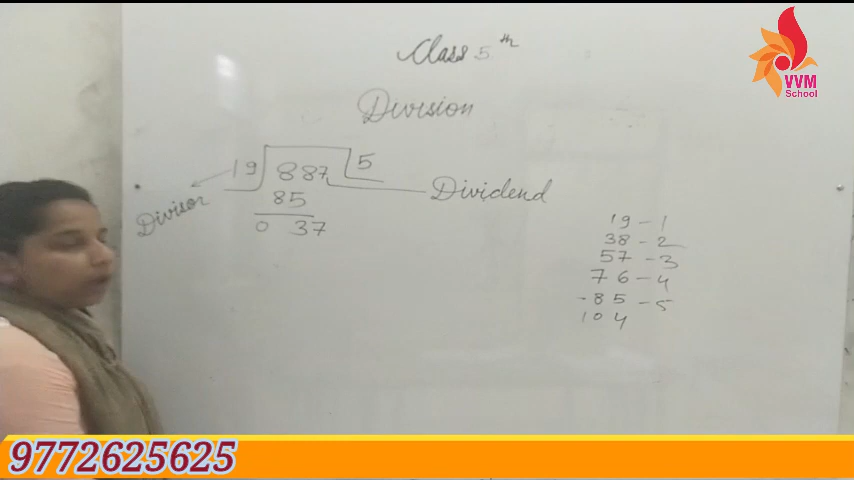 Class 5th
VVM
School
Division
19 887 5
Divisor
Dividend
85
0 37
19 - 1
38 - 2
57 - 3
76 - 4
85 - 5
104
9772625625